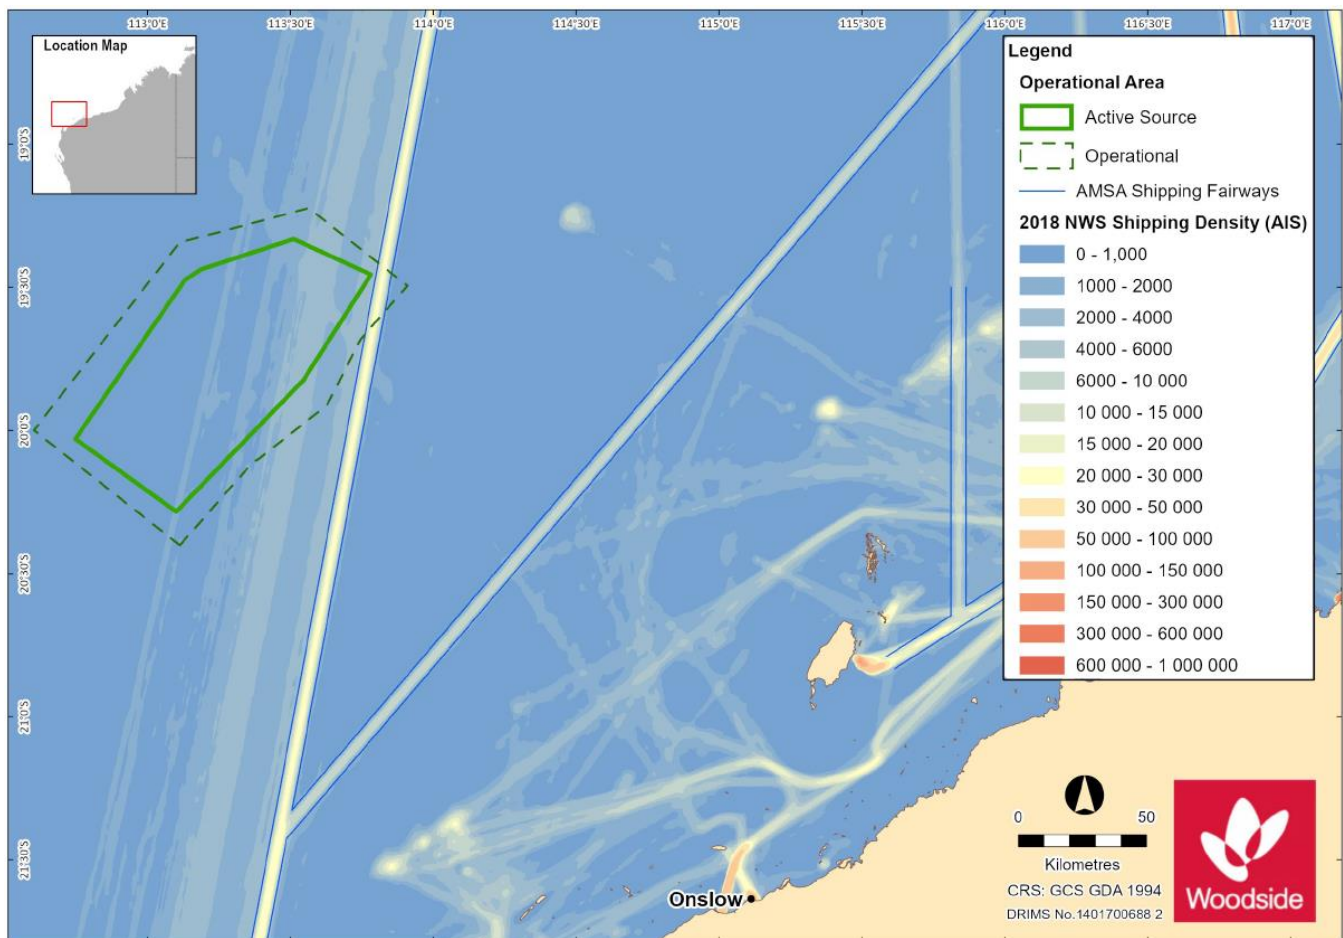 113°0'E
113°30'E
114°0'E
114°30'E
115°0'E
115°30'E
116°0'E
116°30'E
117°0'E
Location Map
19°0'S
19°30'S
20°0'S
20°30'S
21°0'S
21°30'S
Legend
Operational Area
Active Source
Operational
AMSA Shipping Fairways
2018 NWS Shipping Density (AIS)
0 - 1,000
1000 - 2000
2000 - 4000
4000 - 6000
6000 - 10 000
10 000 - 15 000
15 000 - 20 000
20 000 - 30 000
30 000 - 50 000
50 000 - 100 000
100 000 - 150 000
150 000 - 300 000
300 000 - 600 000
600 000 - 1 000 000
Onslow
0 50
Kilometres
CRS: GCS GDA 1994
DRIMS No.1401700688 2
Woodside